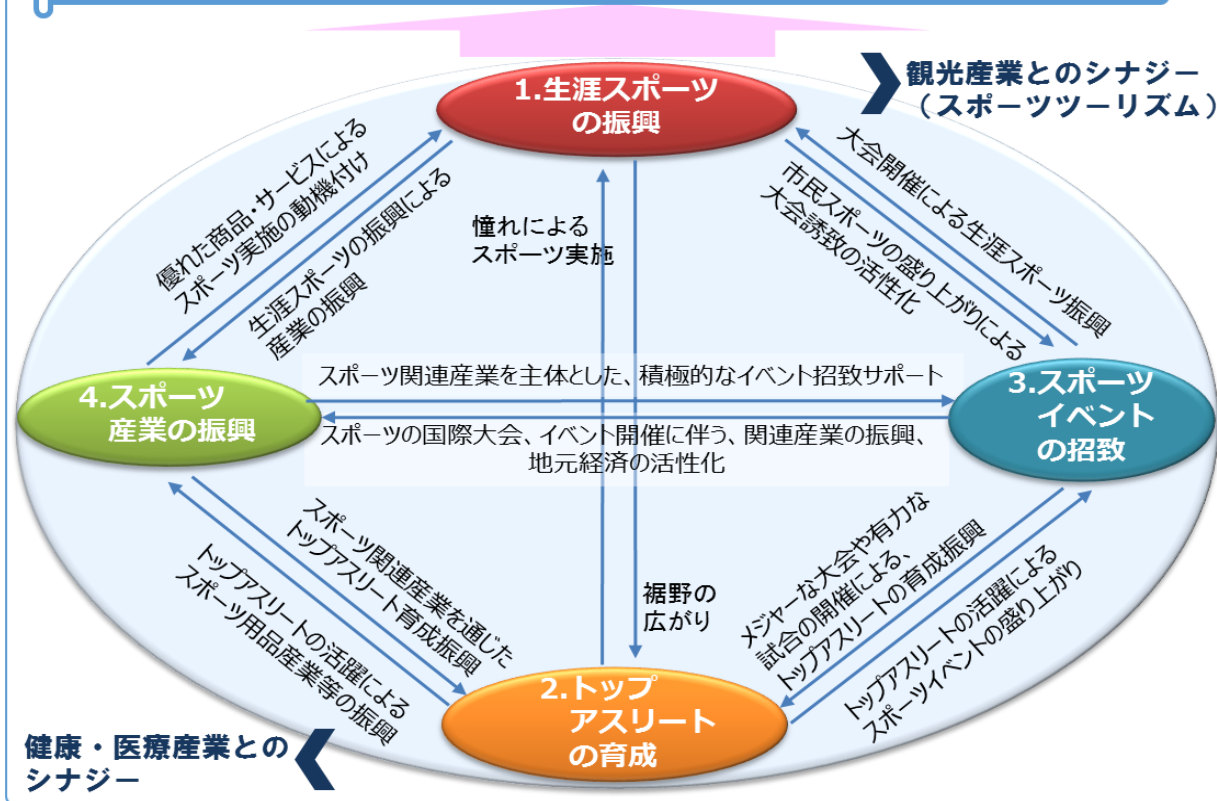 1.生涯スポーツ
の振興
観光産業とのシナジー
（スポーツツーリズム）
優れた商品・サービスによる
スポーツ実施の動機付け
生涯スポーツの振興による
産業の振興
憧れによる
スポーツ実施
大会開催による生涯スポーツ振興
市民スポーツの盛り上がりによる
大会誘致の活性化
スポーツ関連産業を主体とした、積極的なイベント招致サポート
4.スポーツ
産業の振興
3.スポーツ
イベント
の招致
スポーツの国際大会、イベント開催に伴う、関連産業の振興、
地元経済の活性化
スポーツ関連産業を通じた
トップアスリート育成振興
トップアスリートの活躍による
スポーツ用品産業等の振興
裾野の
広がり
メジャーな大会や有力な
試合の開催による、
トップアスリートの育成振興
トップアスリートの活躍による
スポーツイベントの盛り上がり
2.トップ
アスリート
の育成
健康・医療産業との
シナジー